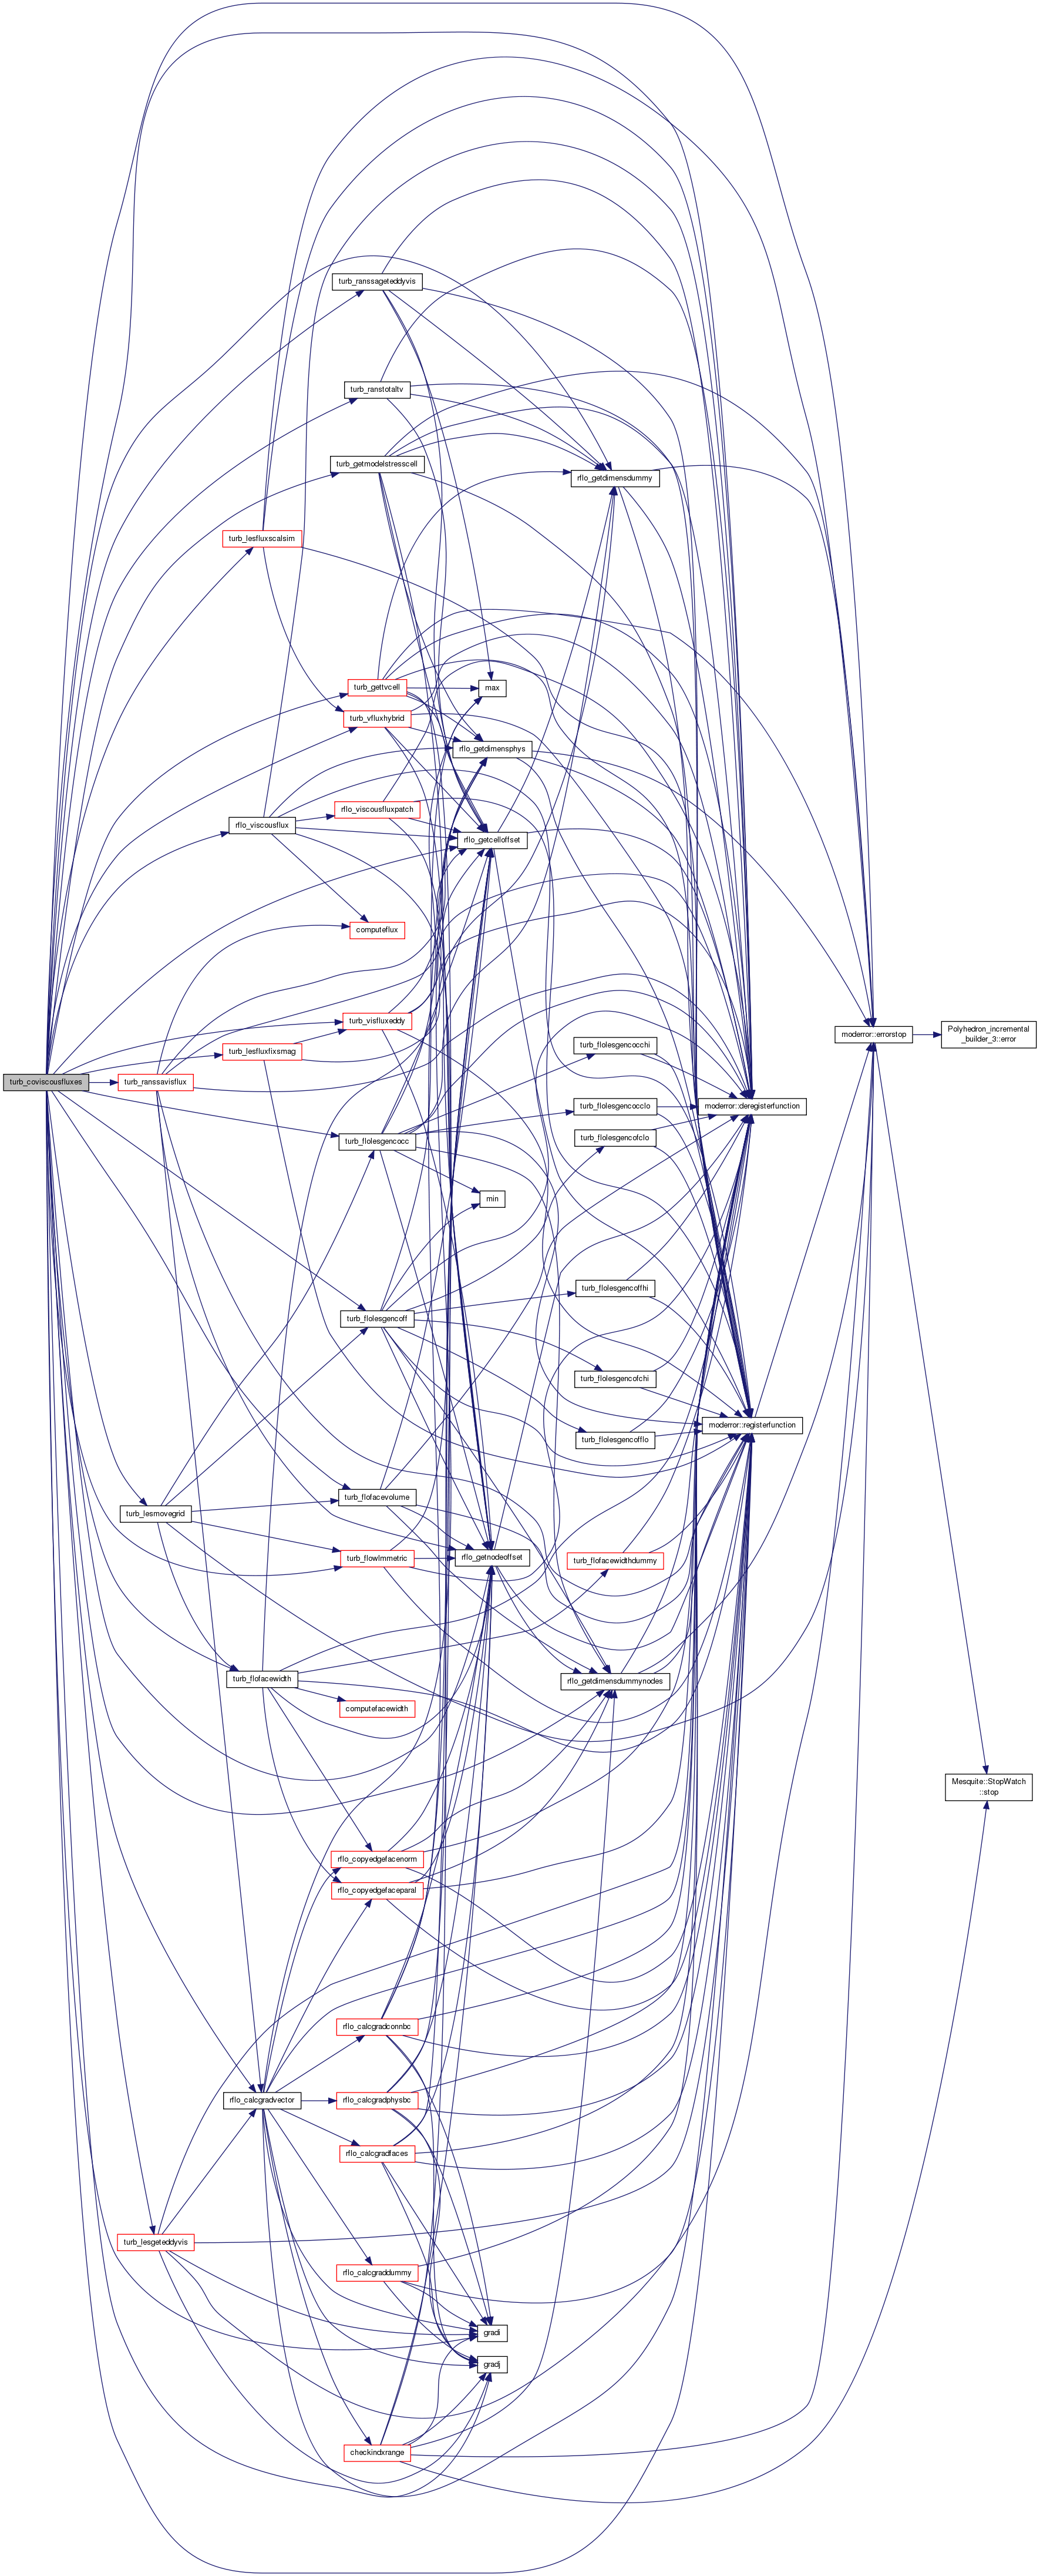 turb_ranssageteddyvis
turb_ranstotaltv
turb_getmodelstresscell
rflo_getdimensdummy
turb_lesfluxscalsim
turb_gettvcell
max
turb_vfluxhybrid
rflo_getdimensphys
rflo_viscousfluxpatch
rflo_viscousflux
rflo_getcelloffset
computeflux
turb_visfluxeddy
moderror::errorstop
Polyhedron_incremental
_builder_3::error
turb_flolesgencocchi
turb_lesfluxfixsmag
turb_coviscousfluxes
turb_ranssavisflux
turb_flolesgencocclo
moderror::deregisterfunction
turb_flolesgencofclo
turb_flolesgencocc
min
turb_flolesgencoffhi
turb_flolesgencoff
turb_flolesgencofchi
moderror::registerfunction
turb_flolesgencofflo
turb_flofacevolume
turb_lesmovegrid
turb_flowlmmetric
rflo_getnodeoffset
turb_flofacewidthdummy
turb_flofacewidth
rflo_getdimensdummynodes
computefacewidth
Mesquite::StopWatch
::stop
rflo_copyedgefacenorm
rflo_copyedgefaceparal
rflo_calcgradconnbc
rflo_calcgradvector
rflo_calcgradphysbc
rflo_calcgradfaces
turb_lesgeteddyvis
rflo_calcgraddummy
gradi
gradj
checkindxrange